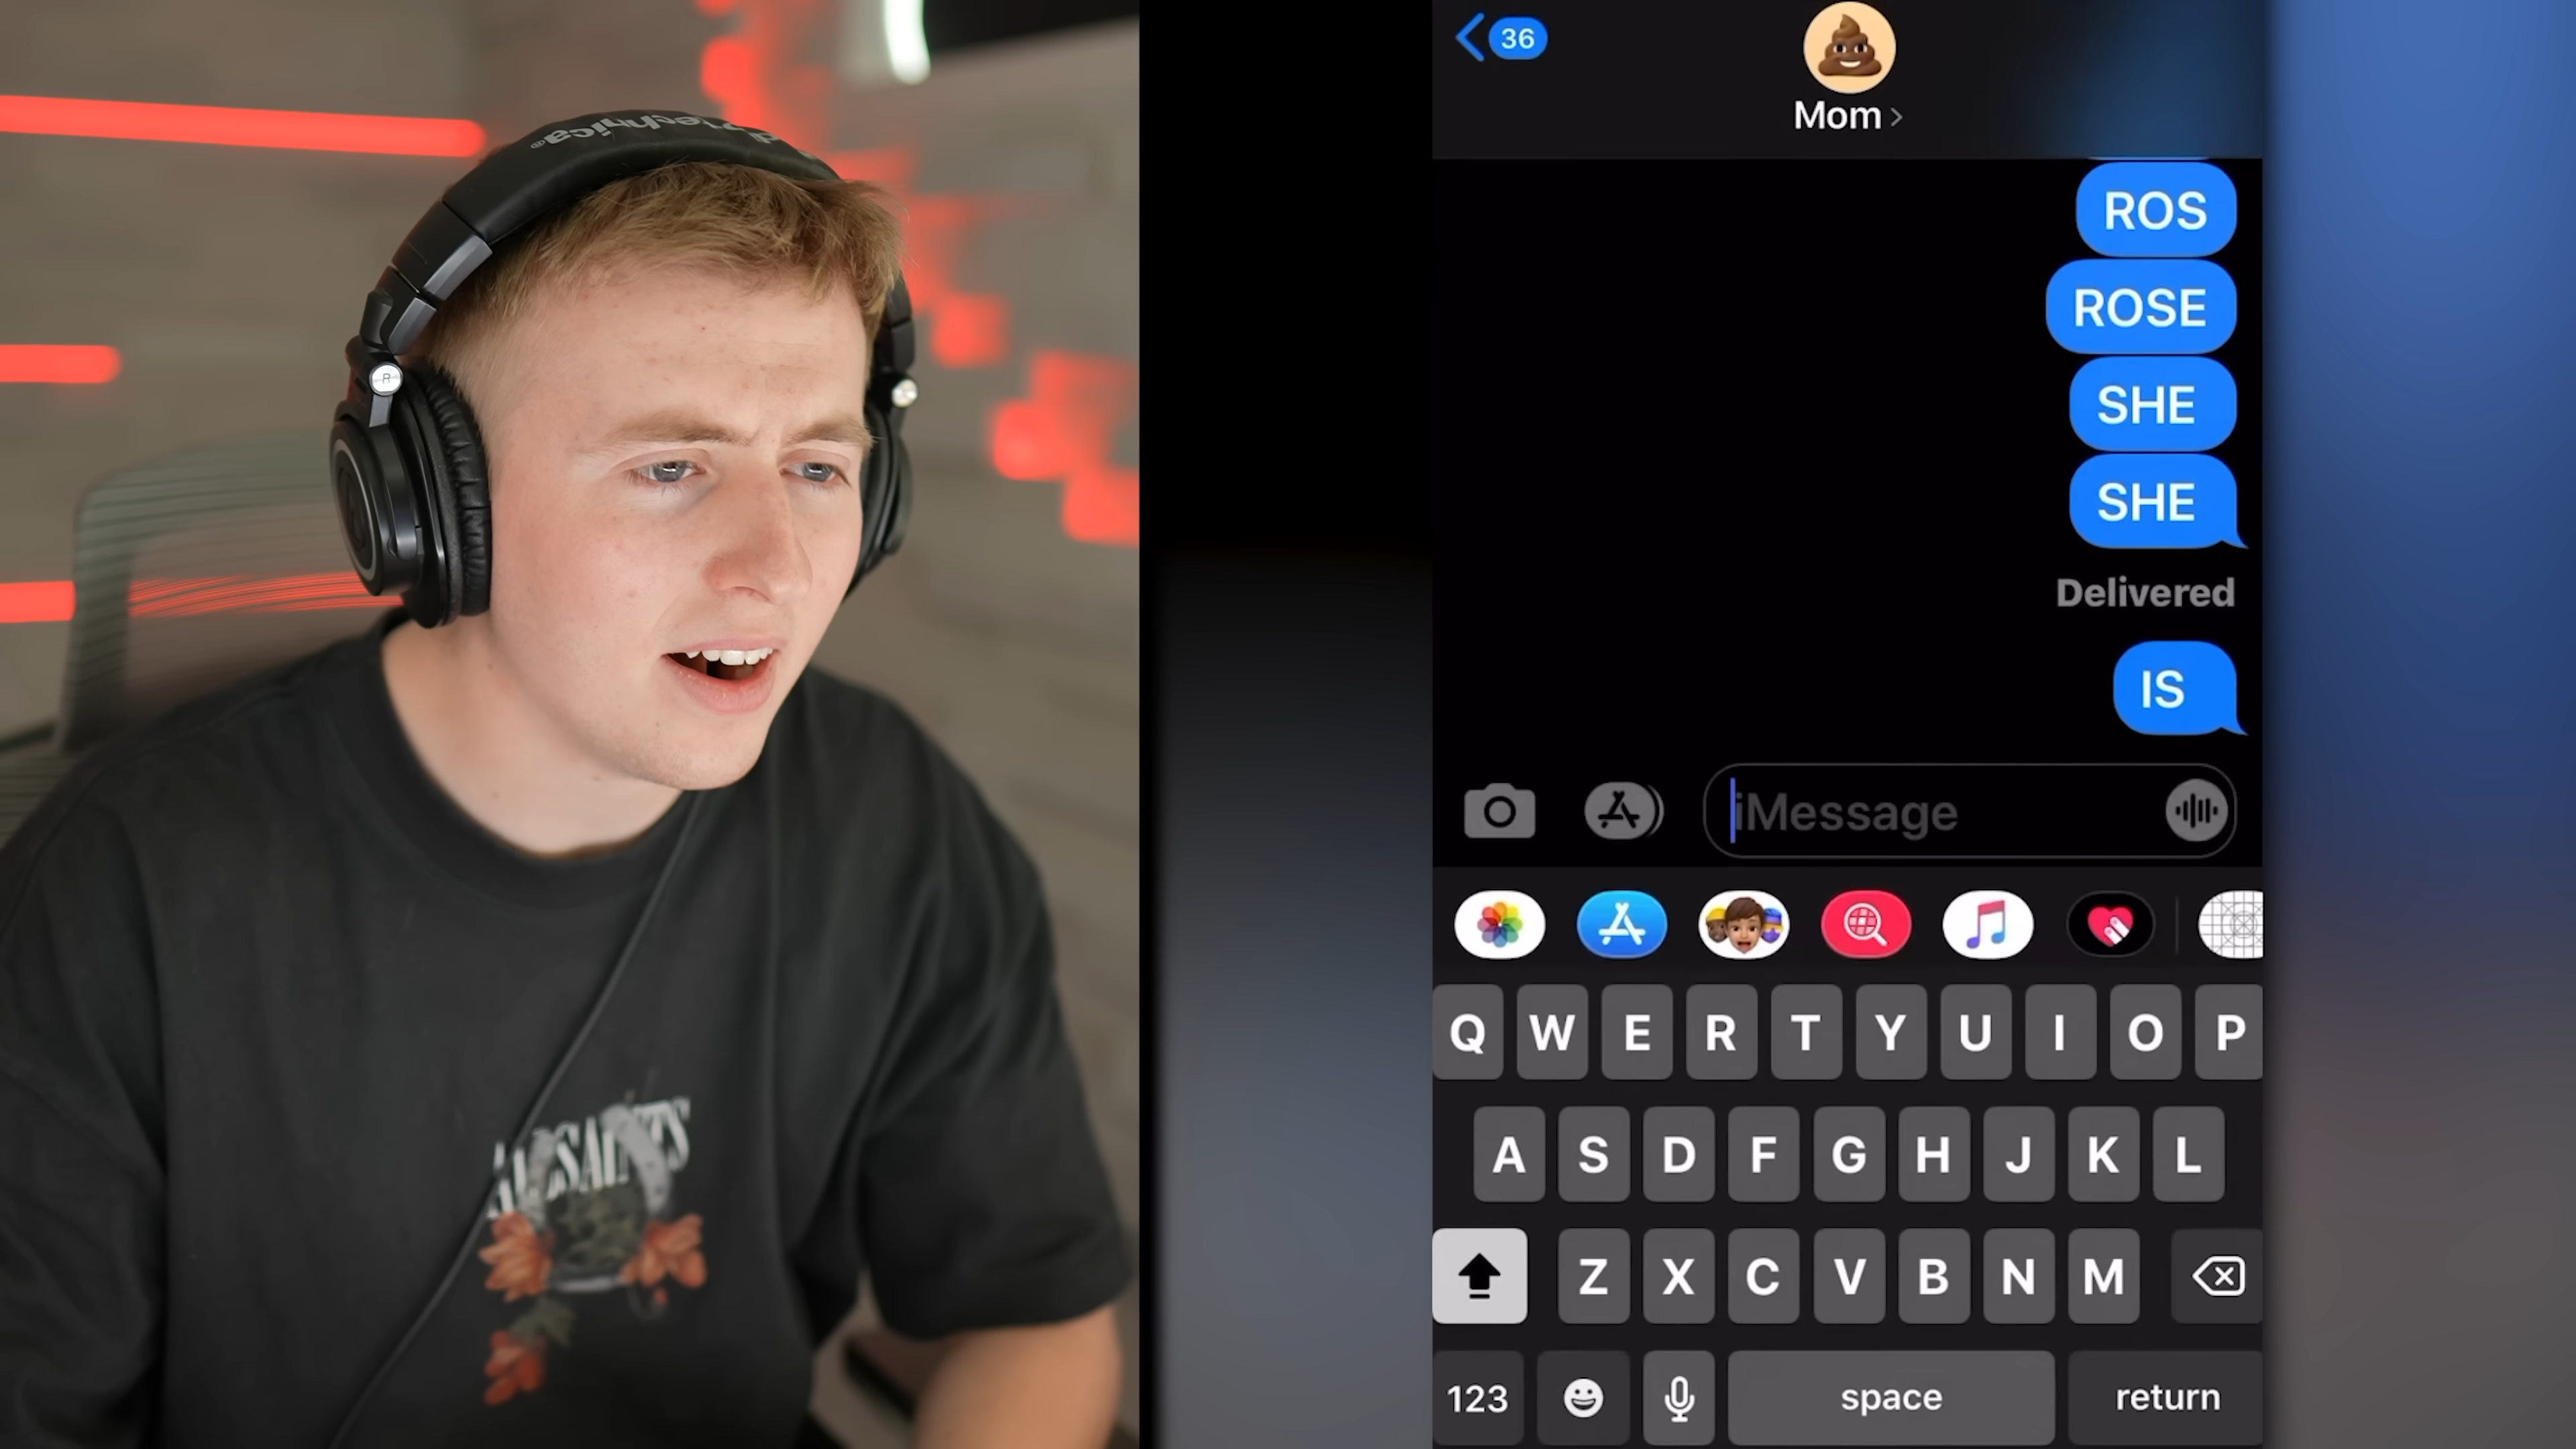 36
Mom
ROS
ROSE
SHE
SHE
Delivered
IS
iMessage
Q W E R T Y U I O P
A S D F G H J K L
Z X C V B N M
123 space return
R